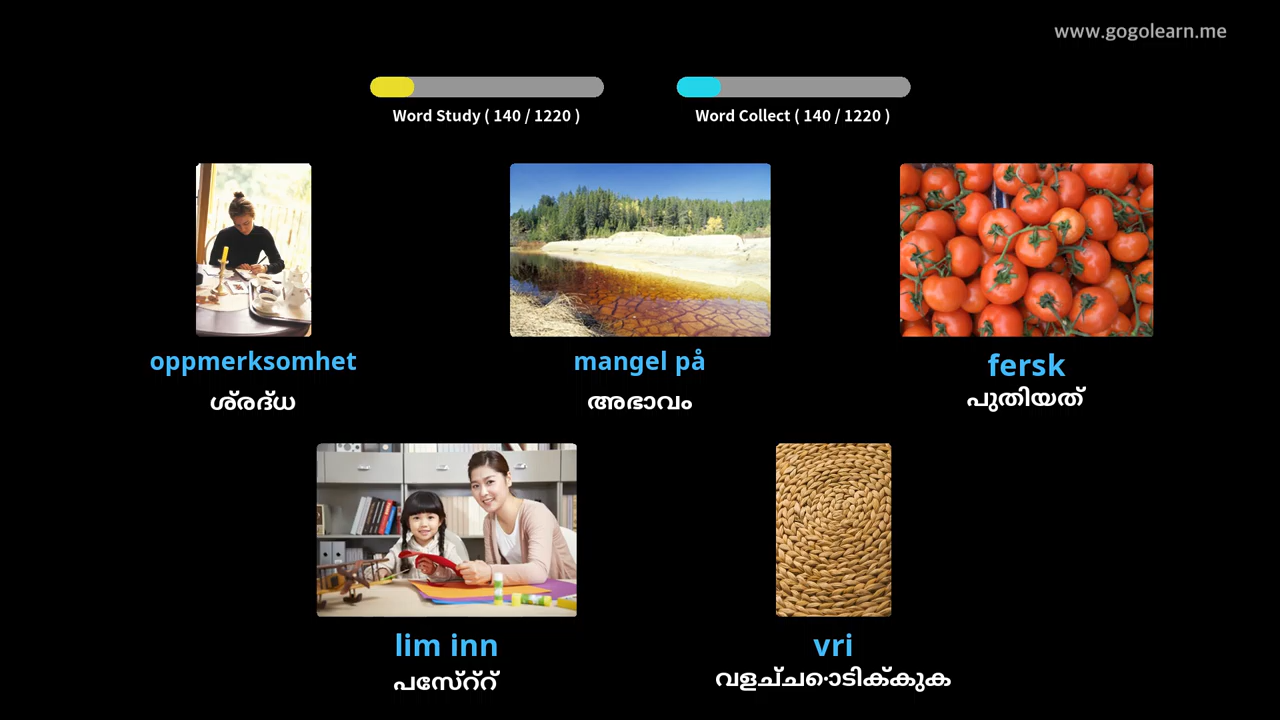 www.gogolearn.me
Word Study ( 140 / 1220 )
Word Collect ( 140 / 1220 )
oppmerksomhet
mangel på
fersk
ശ്രദ്ധ
അഭാവം
പുതിയത്
lim inn
vri
പസ്റ്റേ്
വളച്ചൊടിക്കുക